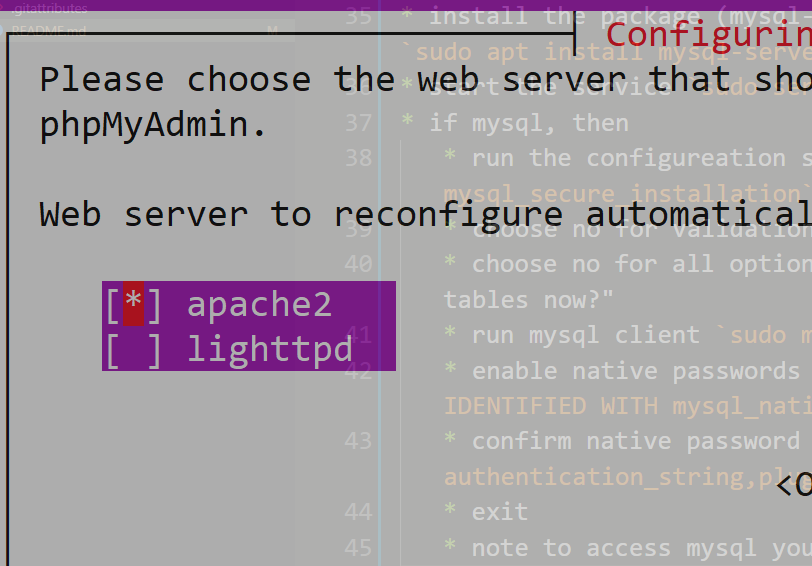 .gitattributes
README.md M
35 * install the package (mysql-
`sudo apt install mysql-serve
Configurin
Please choose the web server that sho
* start the service `sudo ser
phpMyAdmin.
37 * if mysql, then
38 * run the configureation s
mysql_secure_installation`
Web server to reconfigure automatical
39 * choose no for validation
40 * choose no for all option
tables now?"
[*] apache2
41 * run mysql client `sudo m
[ ] lighttpd
42 * enable native passwords
IDENTIFIED WITH mysql_nati
43 * confirm native password
authentication_string,plug
<O
44 * exit
45 * note to access mysql you